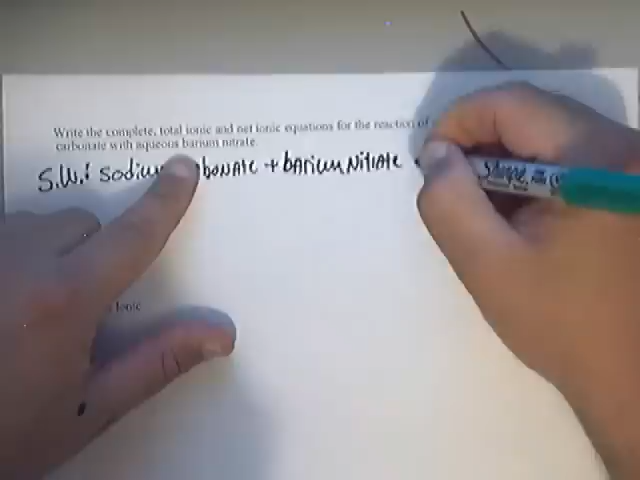 Write the complete, total ionic and net ionic equations for the reaction of
carbonate with aqueous barium nitrate.
S.W.: sodium bonate + barium Nitrate
Ionic
Sharpie